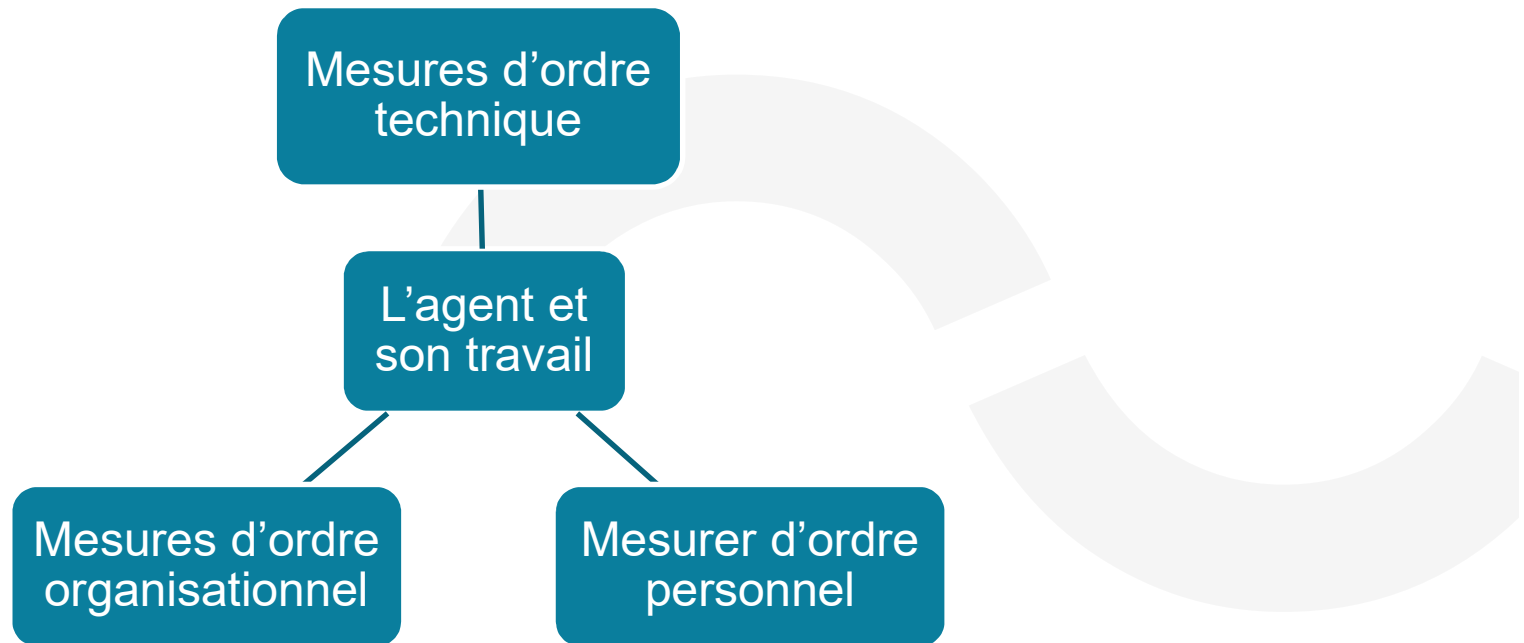 Mesures d’ordre
technique
L’agent et
son travail
Mesures d’ordre
organisationnel
Mesurer d’ordre
personnel